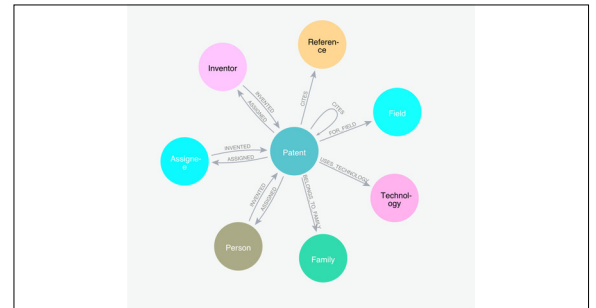 Referen-
ce
Inventor
INVENTED
ASSIGNED
CITES
CITES
Field
FOR_FIELD
Patent
Assigne-
e
INVENTED
ASSIGNED
USES_TECHNOLOGY
Technol-
ogy
INVENTED
ASSIGNED
BELONGS_TO_FAMILY
Person
Family